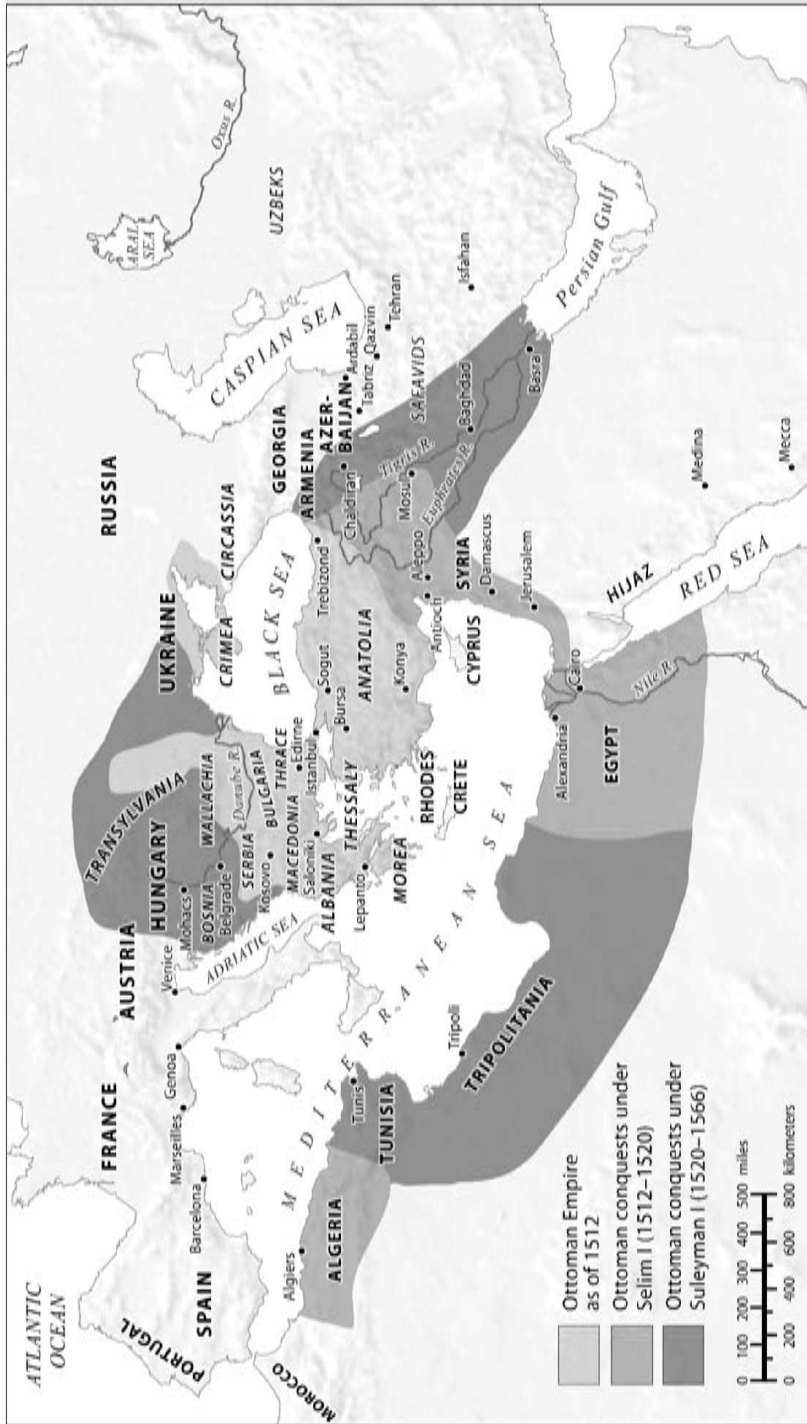 ATLANTIC
OCEAN
PORTUGAL
SPAIN
MOROCCO
FRANCE
Barcelona
Marseilles
Genoa
AUSTRIA
Venice
ADRIATIC SEA
HUNGARY
Mohacs
TRANSYLVANIA
BOSNIA
Belgrade
WALLACHIA
Danube R.
SERBIA
BULGARIA
Kosovo
MACEDONIA
THRACE
Edirne
Istanbul
Saloniki
ALBANIA
THESSALY
Lepanto
MOREA
RHODES
CRETE
UKRAINE
CRIMEA
RUSSIA
CIRCASSIA
BLACK SEA
GEORGIA
ARMENIA
AZER-
BAIJAN
CASPIAN SEA
ARAL
SEA
Oxus R.
UZBEKS
Sogut
Bursa
ANATOLIA
Konya
Trebizond
Chaldiran
Tabriz
Ardabil
Qazvin
Tehran
SAFAVIDS
Isfahan
Tigris R.
Mosul
Euphrates R.
Baghdad
Basra
Persian Gulf
Aleppo
Antioch
SYRIA
CYPRUS
Damascus
Jerusalem
MEDITERRANEAN SEA
Algiers
ALGERIA
Tunis
TUNISIA
Tripoli
TRIPOLITANIA
Alexandria
Cairo
EGYPT
Nile R.
HIJAZ
RED SEA
Medina
Mecca
Ottoman Empire
as of 1512
Ottoman conquests under
Selim I (1512–1520)
Ottoman conquests under
Suleyman I (1520–1566)
0 100 200 300 400 500 miles
0 200 400 600 800 kilometers